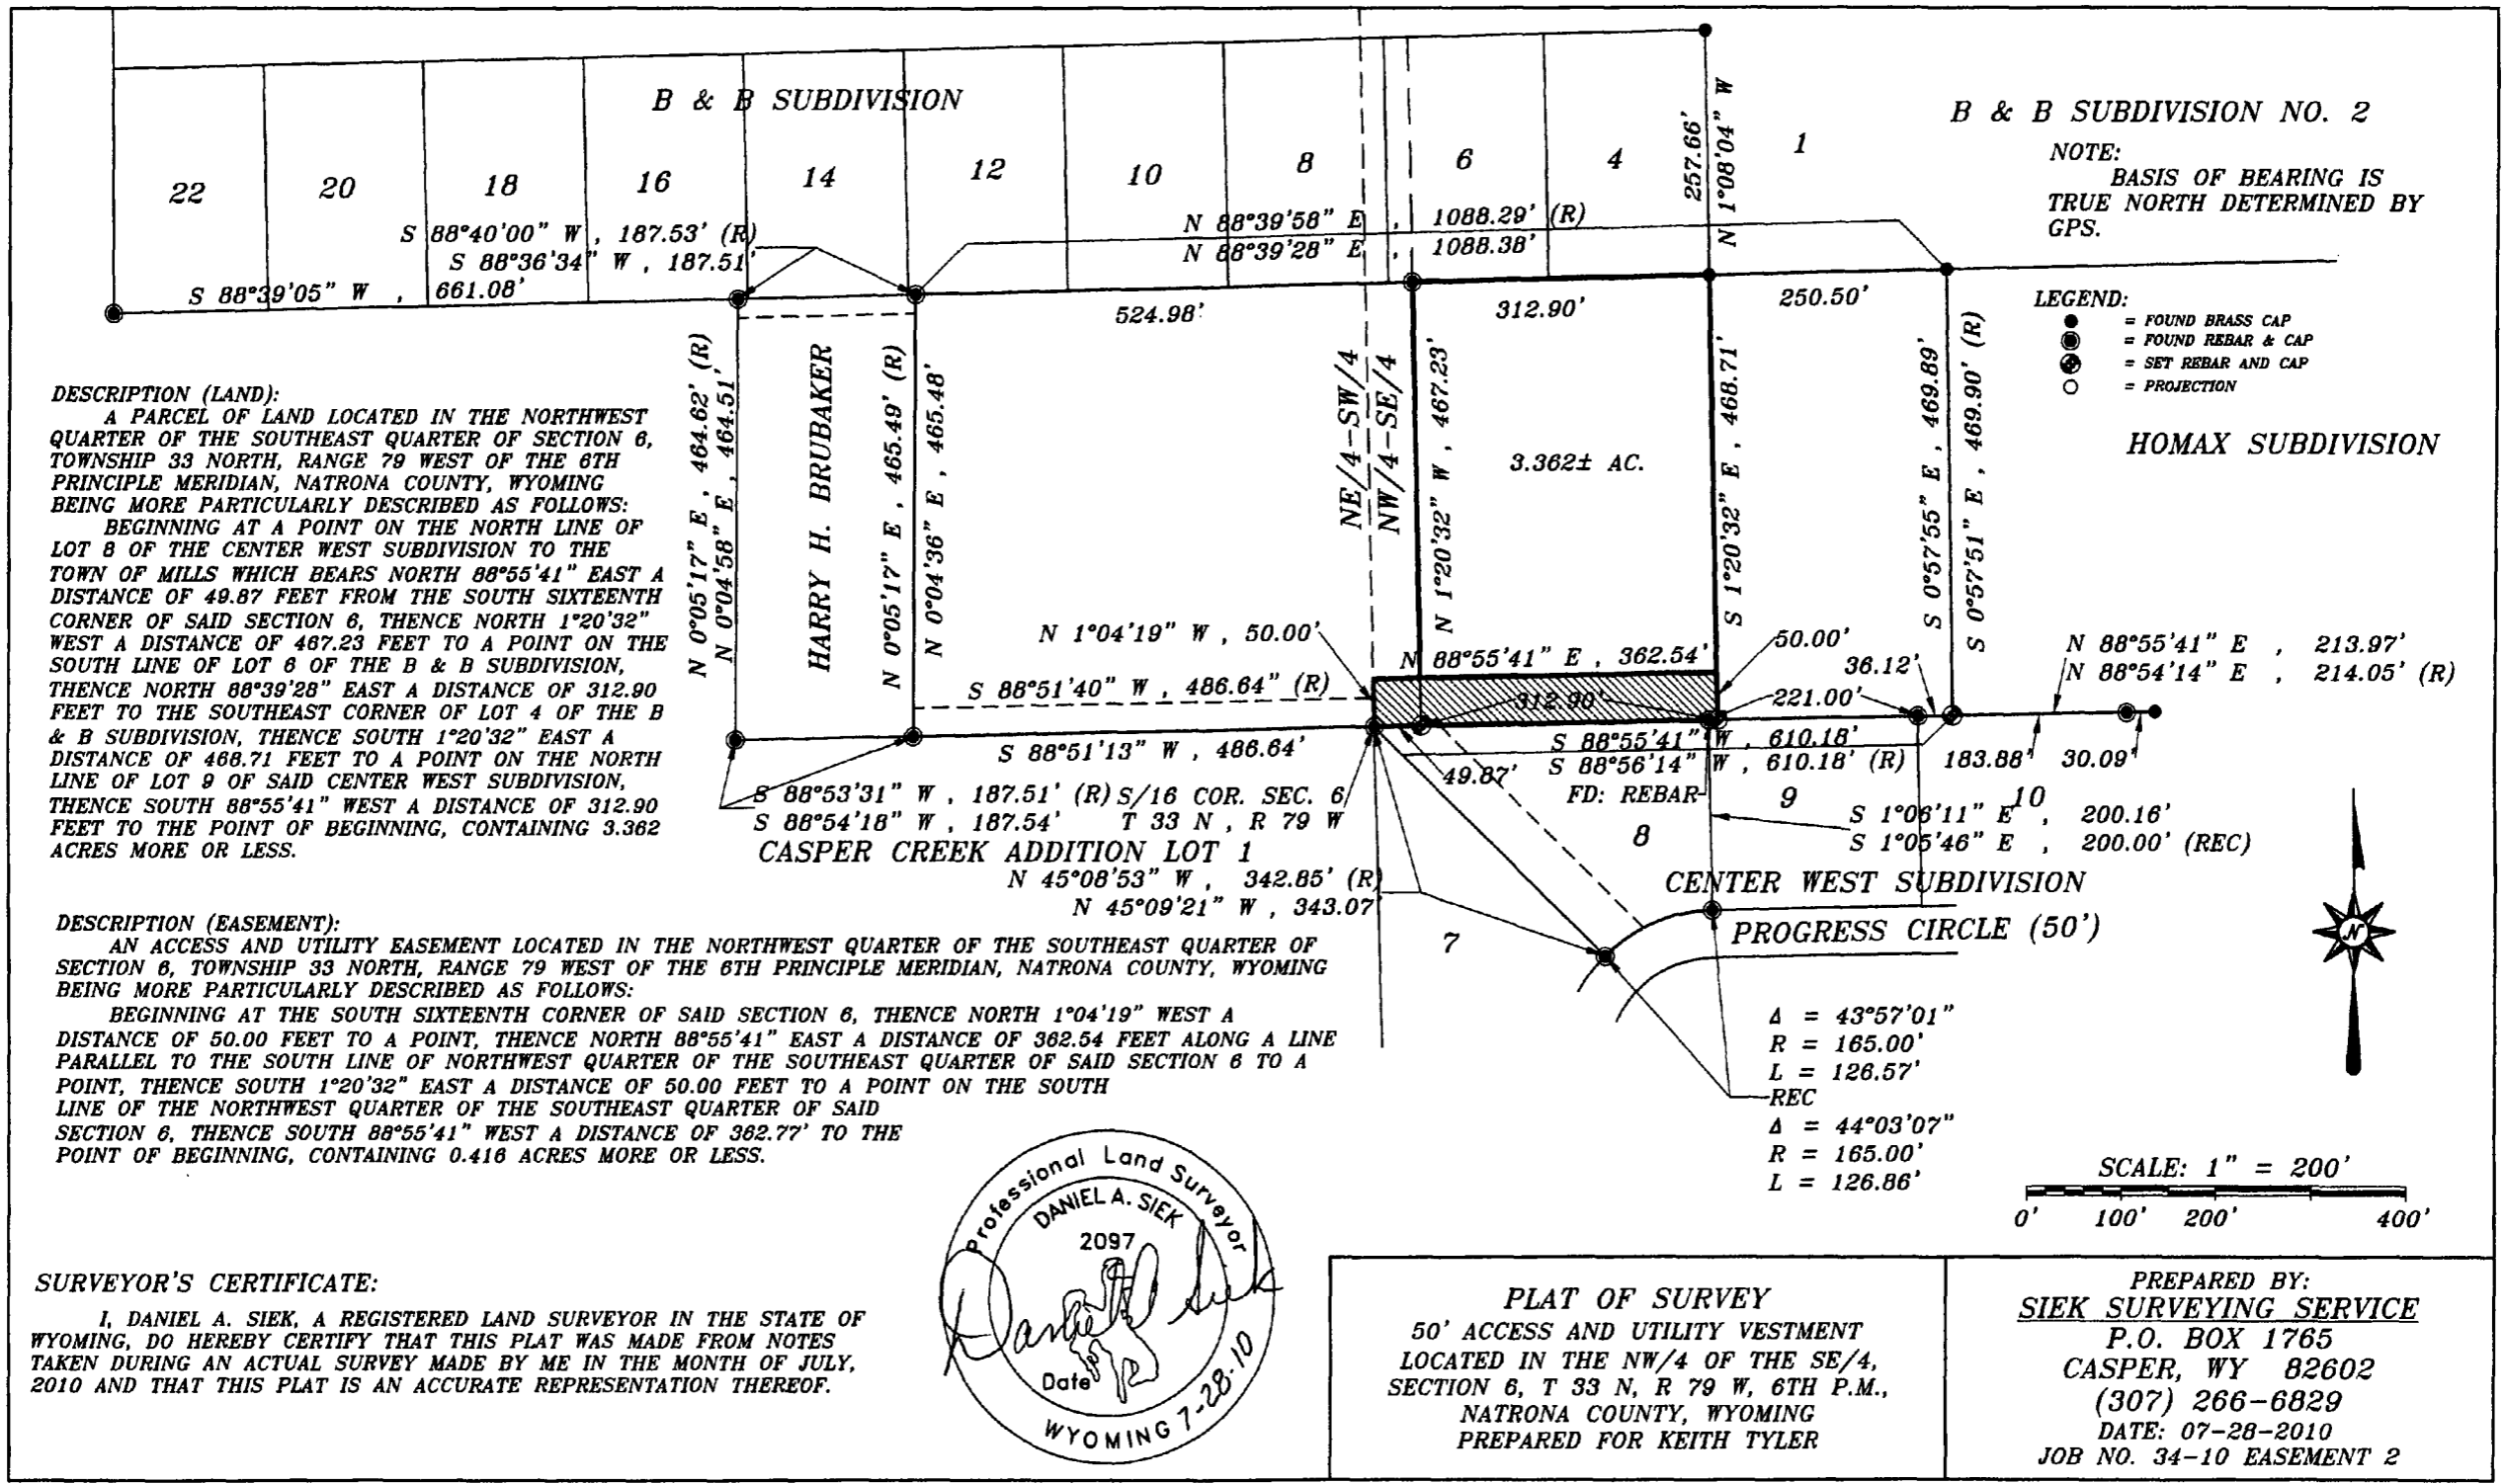 B & B SUBDIVISION
22
20
18
16
14
12
10
8
6
4
1
257.66'
N 1°08'04" W
B & B SUBDIVISION NO. 2
NOTE:
BASIS OF BEARING IS
TRUE NORTH DETERMINED BY
GPS.
S 88°40'00" W , 187.53' (R)
S 88°36'34" W , 187.51'
S 88°39'05" W , 661.08'
N 88°39'58" E , 1088.29' (R)
N 88°39'28" E , 1088.38'
524.98'
312.90'
250.50'
LEGEND:
= FOUND BRASS CAP
= FOUND REBAR & CAP
= SET REBAR AND CAP
= PROJECTION
HOMAX SUBDIVISION
N 0°05'17" E , 464.62' (R)
N 0°04'58" E , 464.51'
HARRY H. BRUBAKER
N 0°05'17" E , 465.49' (R)
N 0°04'36" E , 465.48'
NE/4-SW/4
NW/4-SE/4
N 1°20'32" W , 467.23'
3.362± AC.
S 1°20'32" E , 468.71'
S 0°57'55" E , 469.89'
S 0°57'51" E , 469.90' (R)
DESCRIPTION (LAND):
A PARCEL OF LAND LOCATED IN THE NORTHWEST
QUARTER OF THE SOUTHEAST QUARTER OF SECTION 6,
TOWNSHIP 33 NORTH, RANGE 79 WEST OF THE 6TH
PRINCIPLE MERIDIAN, NATRONA COUNTY, WYOMING
BEING MORE PARTICULARLY DESCRIBED AS FOLLOWS:
BEGINNING AT A POINT ON THE NORTH LINE OF
LOT 8 OF THE CENTER WEST SUBDIVISION TO THE
TOWN OF MILLS WHICH BEARS NORTH 88°55'41" EAST A
DISTANCE OF 49.87 FEET FROM THE SOUTH SIXTEENTH
CORNER OF SAID SECTION 6, THENCE NORTH 1°20'32"
WEST A DISTANCE OF 467.23 FEET TO A POINT ON THE
SOUTH LINE OF LOT 6 OF THE B & B SUBDIVISION,
THENCE NORTH 88°39'28" EAST A DISTANCE OF 312.90
FEET TO THE SOUTHEAST CORNER OF LOT 4 OF THE B
& B SUBDIVISION, THENCE SOUTH 1°20'32" EAST A
DISTANCE OF 468.71 FEET TO A POINT ON THE NORTH
LINE OF LOT 9 OF SAID CENTER WEST SUBDIVISION,
THENCE SOUTH 88°55'41" WEST A DISTANCE OF 312.90
FEET TO THE POINT OF BEGINNING, CONTAINING 3.362
ACRES MORE OR LESS.
N 1°04'19" W , 50.00'
N 88°55'41" E , 362.54'
50.00'
36.12'
N 88°55'41" E , 213.97'
N 88°54'14" E , 214.05' (R)
S 88°51'40" W , 486.64" (R)
312.90'
221.00'
S 88°51'13" W , 486.64'
S 88°55'41" W , 610.18'
S 88°56'14" W , 610.18' (R)
183.88'
30.09'
49.87'
S 88°53'31" W , 187.51' (R)
S 88°54'18" W , 187.54'
S/16 COR. SEC. 6
T 33 N , R 79 W
FD: REBAR
9
10
8
S 1°06'11" E , 200.16'
S 1°05'46" E , 200.00' (REC)
CASPER CREEK ADDITION LOT 1
N 45°08'53" W , 342.85' (R)
N 45°09'21" W , 343.07'
CENTER WEST SUBDIVISION
PROGRESS CIRCLE (50')
7
N
DESCRIPTION (EASEMENT):
AN ACCESS AND UTILITY EASEMENT LOCATED IN THE NORTHWEST QUARTER OF THE SOUTHEAST QUARTER OF
SECTION 6, TOWNSHIP 33 NORTH, RANGE 79 WEST OF THE 6TH PRINCIPLE MERIDIAN, NATRONA COUNTY, WYOMING
BEING MORE PARTICULARLY DESCRIBED AS FOLLOWS:
BEGINNING AT THE SOUTH SIXTEENTH CORNER OF SAID SECTION 6, THENCE NORTH 1°04'19" WEST A
DISTANCE OF 50.00 FEET TO A POINT, THENCE NORTH 88°55'41" EAST A DISTANCE OF 362.54 FEET ALONG A LINE
PARALLEL TO THE SOUTH LINE OF NORTHWEST QUARTER OF THE SOUTHEAST QUARTER OF SAID SECTION 6 TO A
POINT, THENCE SOUTH 1°20'32" EAST A DISTANCE OF 50.00 FEET TO A POINT ON THE SOUTH
LINE OF THE NORTHWEST QUARTER OF THE SOUTHEAST QUARTER OF SAID
SECTION 6, THENCE SOUTH 88°55'41" WEST A DISTANCE OF 362.77' TO THE
POINT OF BEGINNING, CONTAINING 0.416 ACRES MORE OR LESS.
Δ = 43°57'01"
R = 165.00'
L = 126.57'
REC
Δ = 44°03'07"
R = 165.00'
L = 126.86'
SCALE: 1" = 200'
0' 100' 200' 400'
Professional Land Surveyor
DANIEL A. SIEK
2097
Daniel A Siek
Date
7-28-10
WYOMING
SURVEYOR'S CERTIFICATE:
I, DANIEL A. SIEK, A REGISTERED LAND SURVEYOR IN THE STATE OF
WYOMING, DO HEREBY CERTIFY THAT THIS PLAT WAS MADE FROM NOTES
TAKEN DURING AN ACTUAL SURVEY MADE BY ME IN THE MONTH OF JULY,
2010 AND THAT THIS PLAT IS AN ACCURATE REPRESENTATION THEREOF.
PLAT OF SURVEY
50' ACCESS AND UTILITY VESTMENT
LOCATED IN THE NW/4 OF THE SE/4,
SECTION 6, T 33 N, R 79 W, 6TH P.M.,
NATRONA COUNTY, WYOMING
PREPARED FOR KEITH TYLER
PREPARED BY:
SIEK SURVEYING SERVICE
P.O. BOX 1765
CASPER, WY 82602
(307) 266-6829
DATE: 07-28-2010
JOB NO. 34-10 EASEMENT 2